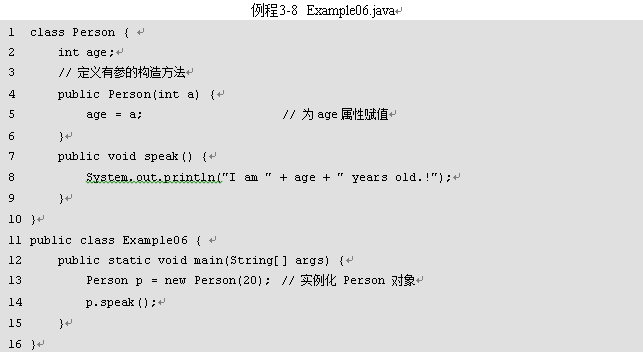 例程3-8 Example06.java↵
1 class Person { ↵
2     int age;↵
3     // 定义有参的构造方法↵
4     public Person(int a) {↵
5         age = a;                    // 为 age 属性赋值↵
6     }↵
7     public void speak() {↵
8         System.out.println("I am " + age + " years old.!");↵
9     }↵
10 }↵
11 public class Example06 { ↵
12     public static void main(String[] args) {↵
13         Person p = new Person(20); // 实例化 Person 对象↵
14         p.speak();↵
15     }↵
16 }↵